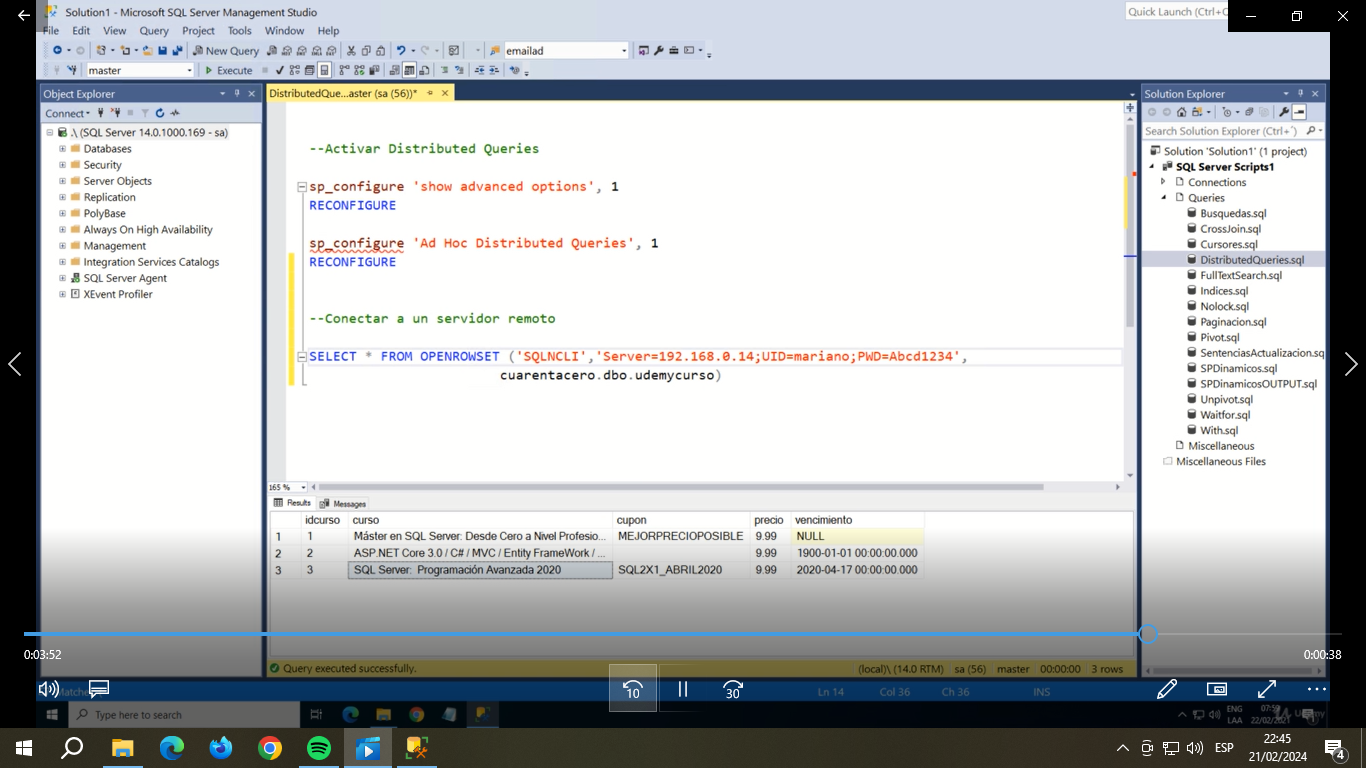 Solution1 - Microsoft SQL Server Management Studio
Quick Launch (Ctrl+Q
File Edit View Query Project Tools Window Help
New Query
emailad
master
Execute
Object Explorer
DistributedQue...aster (sa (56))*
Solution Explorer
Connect
Search Solution Explorer (Ctrl+´)
.\ (SQL Server 14.0.1000.169 - sa)
Databases
Security
Server Objects
Replication
PolyBase
Always On High Availability
Management
Integration Services Catalogs
SQL Server Agent
XEvent Profiler
--Activar Distributed Queries
sp_configure 'show advanced options', 1
RECONFIGURE
sp_configure 'Ad Hoc Distributed Queries', 1
RECONFIGURE
--Conectar a un servidor remoto
SELECT * FROM OPENROWSET ('SQLNCLI','Server=192.168.0.14;UID=mariano;PWD=Abcd1234',
cuarentacero.dbo.udemycurso)
Solution 'Solution1' (1 project)
SQL Server Scripts1
Connections
Queries
Busquedas.sql
CrossJoin.sql
Cursores.sql
DistributedQueries.sql
FullTextSearch.sql
Indices.sql
Nolock.sql
Paginacion.sql
Pivot.sql
SentenciasActualizacion.sq
SPDinamicos.sql
SPDinamicosOUTPUT.sql
Unpivot.sql
Waitfor.sql
With.sql
Miscellaneous
Miscellaneous Files
165 %
Results Messages
idcurso curso cupon precio vencimiento
1 1 Máster en SQL Server: Desde Cero a Nivel Profesio... MEJORPRECIOPOSIBLE 9.99 NULL
2 2 ASP.NET Core 3.0 / C# / MVC / Entity FrameWork / ... 9.99 1900-01-01 00:00:00.000
3 3 SQL Server: Programación Avanzada 2020 SQL2X1_ABRIL2020 9.99 2020-04-17 00:00:00.000
0:03:52
0:00:38
Query executed successfully.
(local)\ (14.0 RTM) sa (56) master 00:00:00 3 rows
10
30
Ln 14 Col 36 Ch 36 INS
Type here to search
ENG
LAA
22/02/2021
ESP
22:45
21/02/2024
4